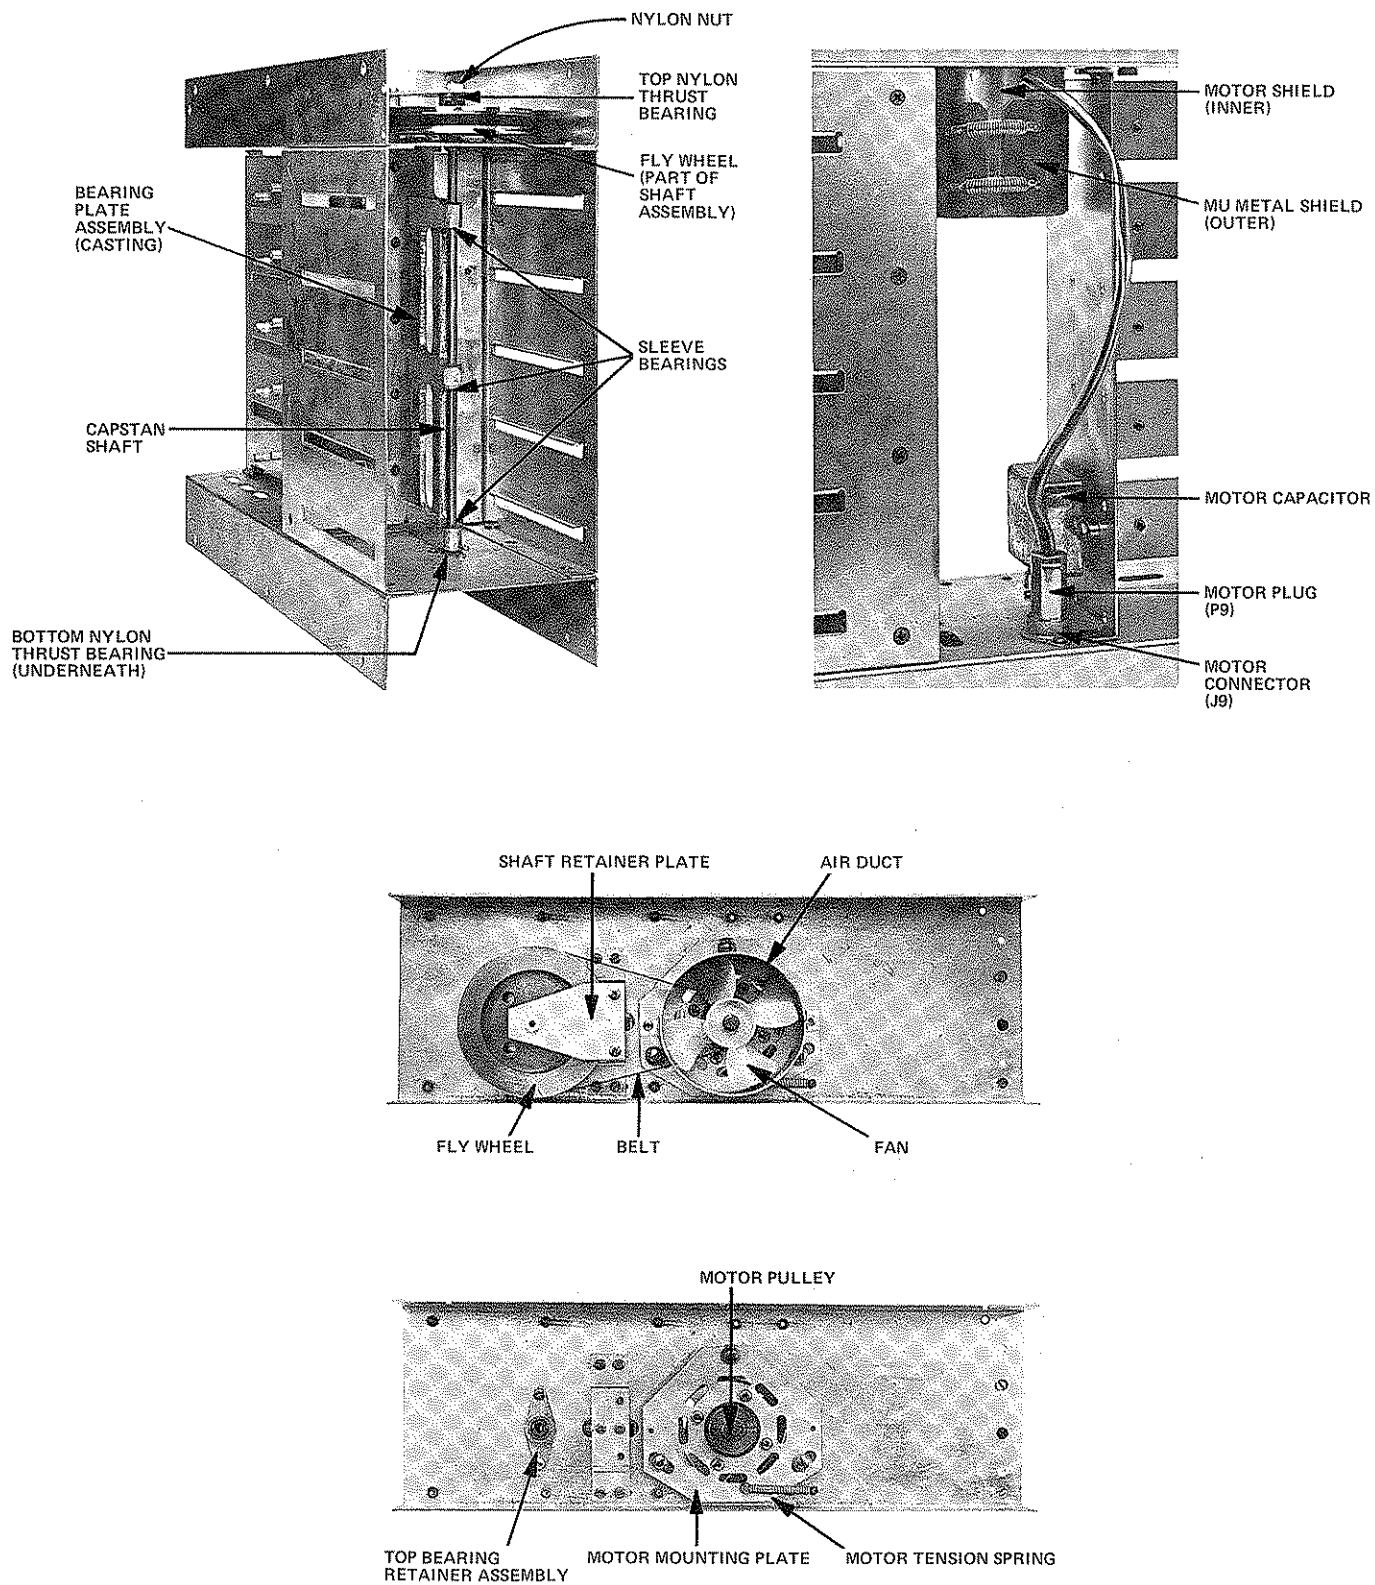 NYLON NUT
TOP NYLON
THRUST
BEARING
FLY WHEEL
(PART OF
SHAFT
ASSEMBLY)
BEARING
PLATE
ASSEMBLY
(CASTING)
SLEEVE
BEARINGS
CAPSTAN
SHAFT
BOTTOM NYLON
THRUST BEARING
(UNDERNEATH)
MOTOR SHIELD
(INNER)
MU METAL SHIELD
(OUTER)
MOTOR CAPACITOR
MOTOR PLUG
(P9)
MOTOR
CONNECTOR
(J9)
SHAFT RETAINER PLATE
AIR DUCT
FLY WHEEL
BELT
FAN
MOTOR PULLEY
TOP BEARING
RETAINER ASSEMBLY
MOTOR MOUNTING PLATE
MOTOR TENSION SPRING